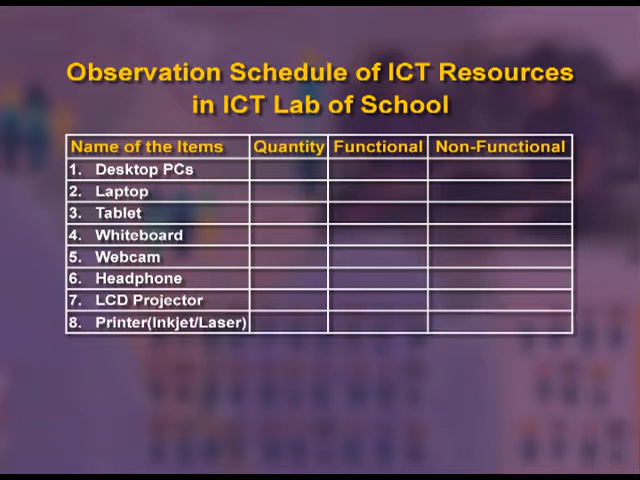 Observation Schedule of ICT Resources
in ICT Lab of School
Name of the Items Quantity Functional Non-Functional
1. Desktop PCs
2. Laptop
3. Tablet
4. Whiteboard
5. Webcam
6. Headphone
7. LCD Projector
8. Printer(Inkjet/Laser)